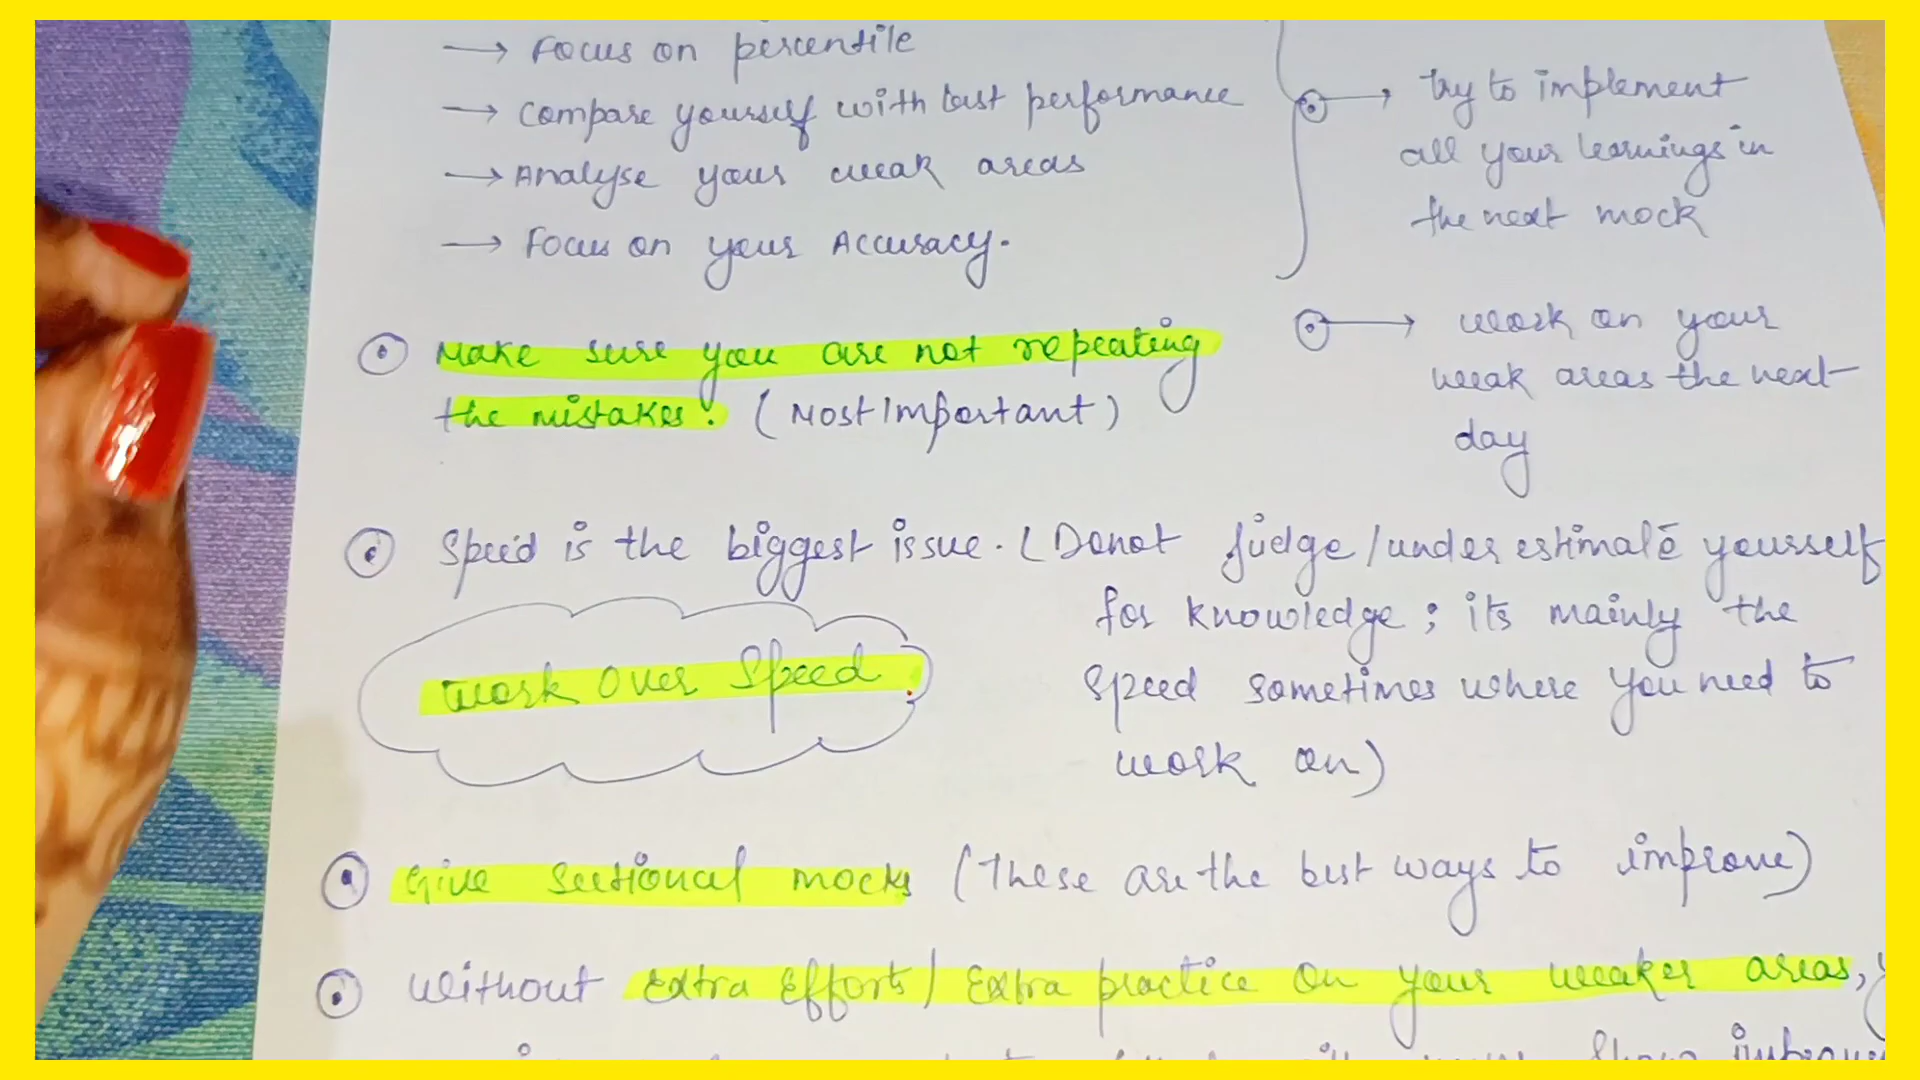 → Focus on percentile
→ Compare yourself with last performance
→ Analyse your weak areas
→ Focus on your Accuracy.
→ Try to implement
all your learnings in
the next mock
Make sure you are not repeating
the mistakes. (Most Important)
→ work on your
weak areas the next
day
Speed is the biggest issue. (Donot judge/underestimate yourself
for knowledge; its mainly the
speed sometimes where you need to
work on)
Work over Speed.
Give sectional mocks (These are the best ways to improve)
Without Extra Efforts/Extra practice on your weaker areas,